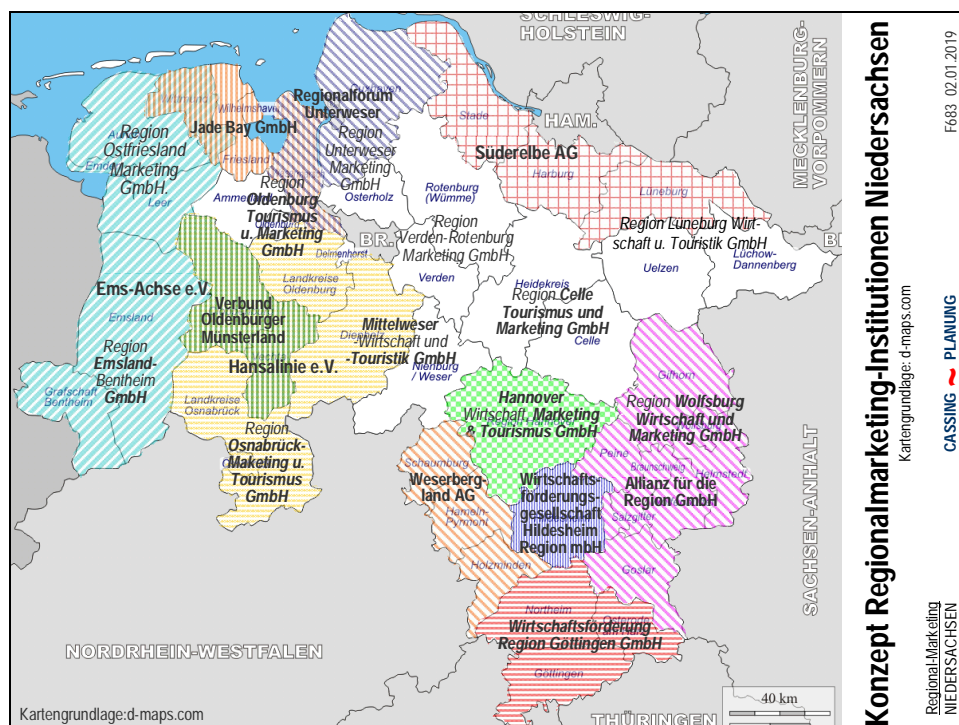 SCHLESWIG-
HOLSTEIN
HAM.
MECKLENBURG-
VORPOMMERN
BR.
SACHSEN-ANHALT
NORDRHEIN-WESTFALEN
THÜRINGEN
Wittmund
Wilhelmshaven
Jade Bay GmbH
Friesland
Region
Ostfriesland
Marketing
GmbH.
Leer
Regionalforum
Unterweser
Region
Unterweser
Marketing
GmbH
Osterholz
Stade
Süderelbe AG
Harburg
Lüneburg
Rotenburg
(Wümme)
Region
Verden-Rotenburg
Marketing GmbH
Verden
Region Lüneburg Wirt-
schaft u. Touristik GmbH
Uelzen
Lüchow-
Dannenberg
Region
Oldenburg
Tourismus
u. Marketing
GmbH
Delmenhorst
Landkreise
Oldenburg
Heidekreis
Region Celle
Tourismus und
Marketing GmbH
Celle
Ems-Achse e.V.
Emsland
Verbund
Oldenburger
Münsterland
Mittelweser
-Wirtschaft und
-Touristik GmbH
Diepholz
Nienburg
/ Weser
Hansalinie e.V.
Region
Emsland-
Bentheim
GmbH
Grafschaft
Bentheim
Landkreise
Osnabrück
Region
Osnabrück-
Maketing u.
Tourismus
GmbH
Hannover
Wirtschaft, Marketing
& Tourismus GmbH
Gifhorn
Region Wolfsburg
Wirtschaft und
Marketing GmbH
Peine
Braunschweig
Helmstedt
Allianz für die
Region GmbH
Salzgitter
Goslar
Schaumburg
Weserberg-
land AG
Hameln-
Pyrmont
Holzminden
Wirtschafts-
förderungs-
gesellschaft
Hildesheim
Region mbH
Northeim
Wirtschaftsförderung
Region Göttingen GmbH
Göttingen
Kartengrundlage:d-maps.com
40 km
Konzept Regionalmarketing-Institutionen Niedersachsen
Kartengrundlage: d-maps.com
Regional-Marketing
NIEDERSACHSEN
CASSING ~ PLANUNG
F683 02.01.2019